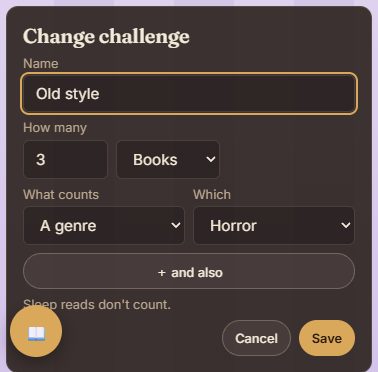 Change challenge
Name
Old style
How many
3 Books
What counts Which
A genre Horror
+ and also
Sleep reads don't count.
Cancel Save